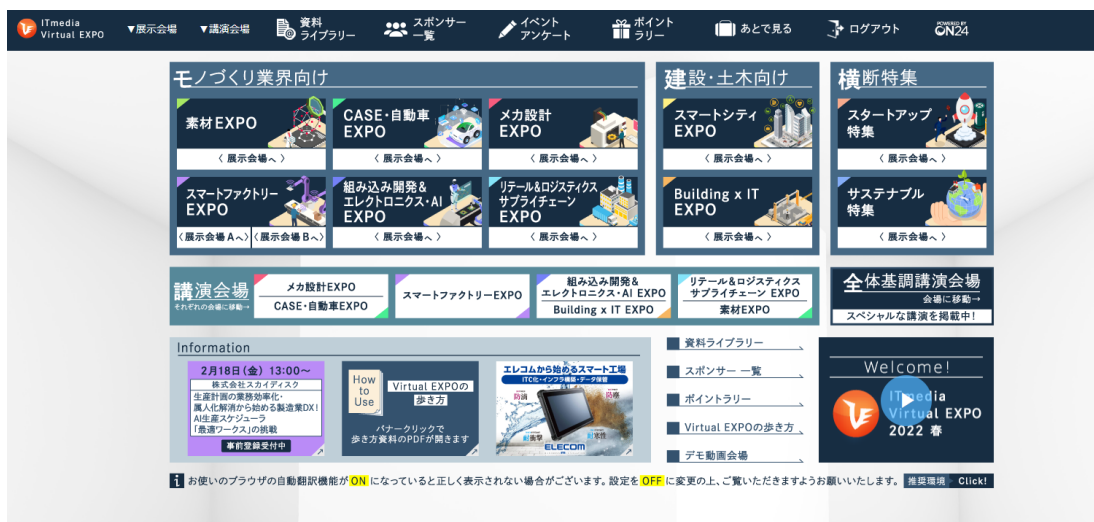 ITmedia
Virtual EXPO
▼展示会場
▼講演会場
資料
ライブラリー
スポンサー
一覧
イベント
アンケート
ポイント
ラリー
あとで見る
ログアウト
POWERED BY
ON24
モノづくり業界向け
素材EXPO
〈 展示会場へ 〉
CASE・自動車
EXPO
〈 展示会場へ 〉
メカ設計
EXPO
〈 展示会場へ 〉
スマートファクトリー
EXPO
〈展示会場Aへ〉
〈展示会場Bへ〉
組み込み開発&
エレクトロニクス・AI
EXPO
〈 展示会場へ 〉
リテール&ロジスティクス
サプライチェーン
EXPO
〈 展示会場へ 〉
建設・土木向け
スマートシティ
EXPO
〈 展示会場へ 〉
Building x IT
EXPO
〈 展示会場へ 〉
横断特集
スタートアップ
特集
〈 展示会場へ 〉
サステナブル
特集
〈 展示会場へ 〉
講演会場
それぞれの会場に移動→
メカ設計EXPO
CASE・自動車EXPO
スマートファクトリーEXPO
組み込み開発&
エレクトロニクス・AI EXPO
Building x IT EXPO
リテール&ロジスティクス
サプライチェーン EXPO
素材EXPO
全体基調講演会場
会場に移動→
スペシャルな講演を掲載中!
Information
2月18日(金) 13:00〜
株式会社スカイディスク
生産計画の業務効率化・
属人化解消から始める製造業DX!
AI生産スケジューラ
「最適ワークス」の挑戦
事前登録受付中
How
to
Use
Virtual EXPOの
歩き方
バナークリックで
歩き方資料のPDFが開きます
エレコムから始めるスマート工場
ITC化・インフラ構築・データ保管
防滴
防塵
耐衝撃
耐水性
ELECOM
資料ライブラリー
スポンサー 一覧
ポイントラリー
Virtual EXPOの歩き方
デモ動画会場
Welcome!
ITmedia
Virtual EXPO
2022 春
i お使いのブラウザの自動翻訳機能が ON になっていると正しく表示されない場合がございます。設定を OFF に変更の上、ご覧いただきますようお願いいたします。 推奨環境 Click!